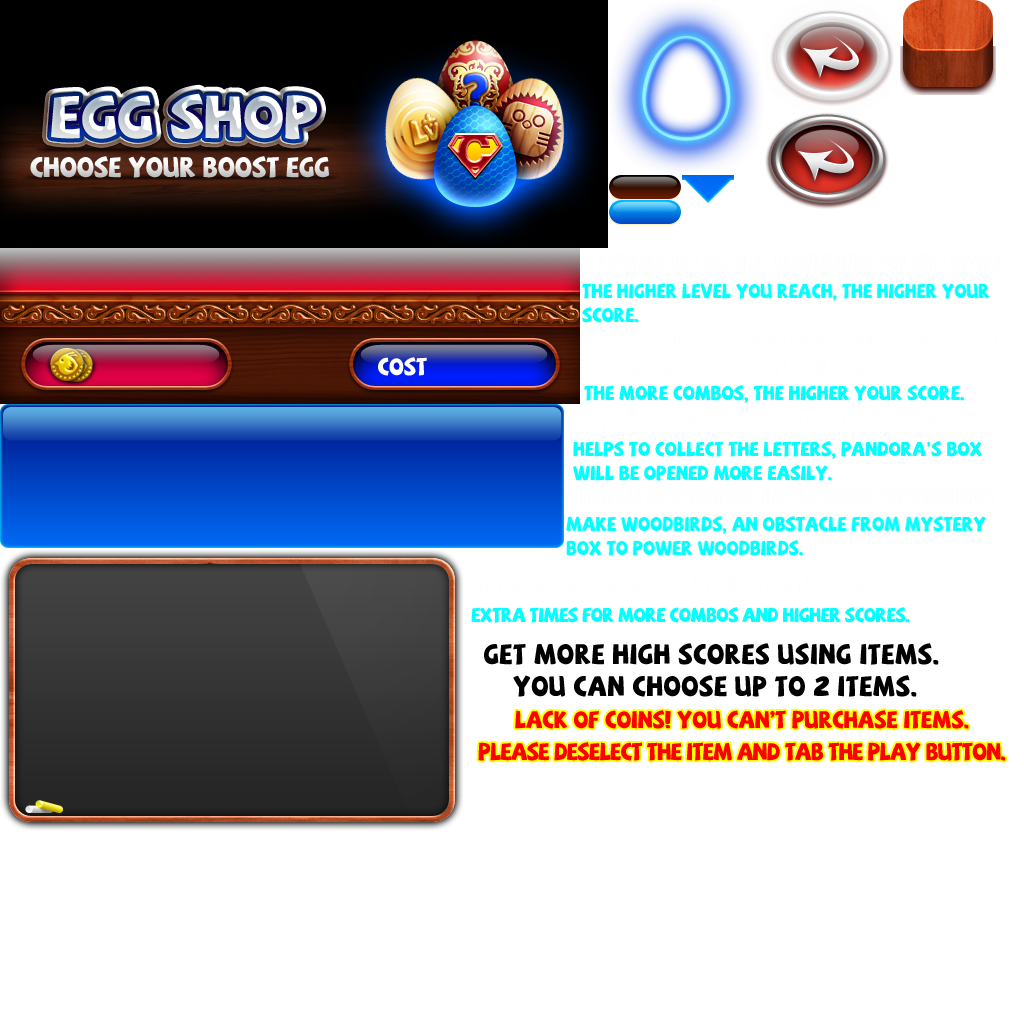 EGG SHOP
CHOOSE YOUR BOOST EGG
Lv
?
C
COST
THE HIGHER LEVEL YOU REACH, THE HIGHER YOUR
SCORE.
THE MORE COMBOS, THE HIGHER YOUR SCORE.
HELPS TO COLLECT THE LETTERS, PANDORA'S BOX
WILL BE OPENED MORE EASILY.
MAKE WOODBIRDS, AN OBSTACLE FROM MYSTERY
BOX TO POWER WOODBIRDS.
EXTRA TIMES FOR MORE COMBOS AND HIGHER SCORES.
GET MORE HIGH SCORES USING ITEMS.
YOU CAN CHOOSE UP TO 2 ITEMS.
LACK OF COINS! YOU CAN'T PURCHASE ITEMS.
PLEASE DESELECT THE ITEM AND TAB THE PLAY BUTTON.